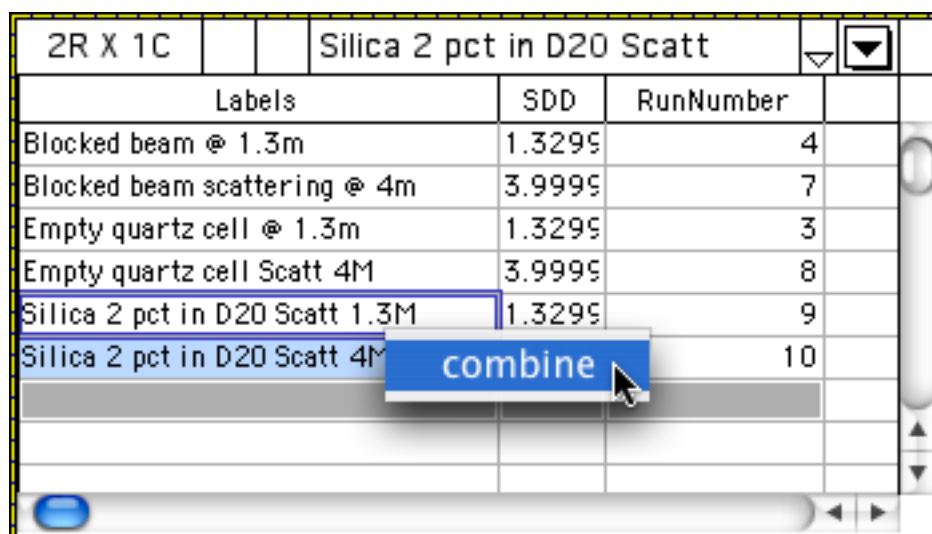 2R X 1C Silica 2 pct in D20 Scatt
Labels SDD RunNumber
Blocked beam @ 1.3m 1.3299 4
Blocked beam scattering @ 4m 3.9999 7
Empty quartz cell @ 1.3m 1.3299 3
Empty quartz cell Scatt 4M 3.9999 8
Silica 2 pct in D20 Scatt 1.3M 1.3299 9
Silica 2 pct in D20 Scatt 4M 10
combine